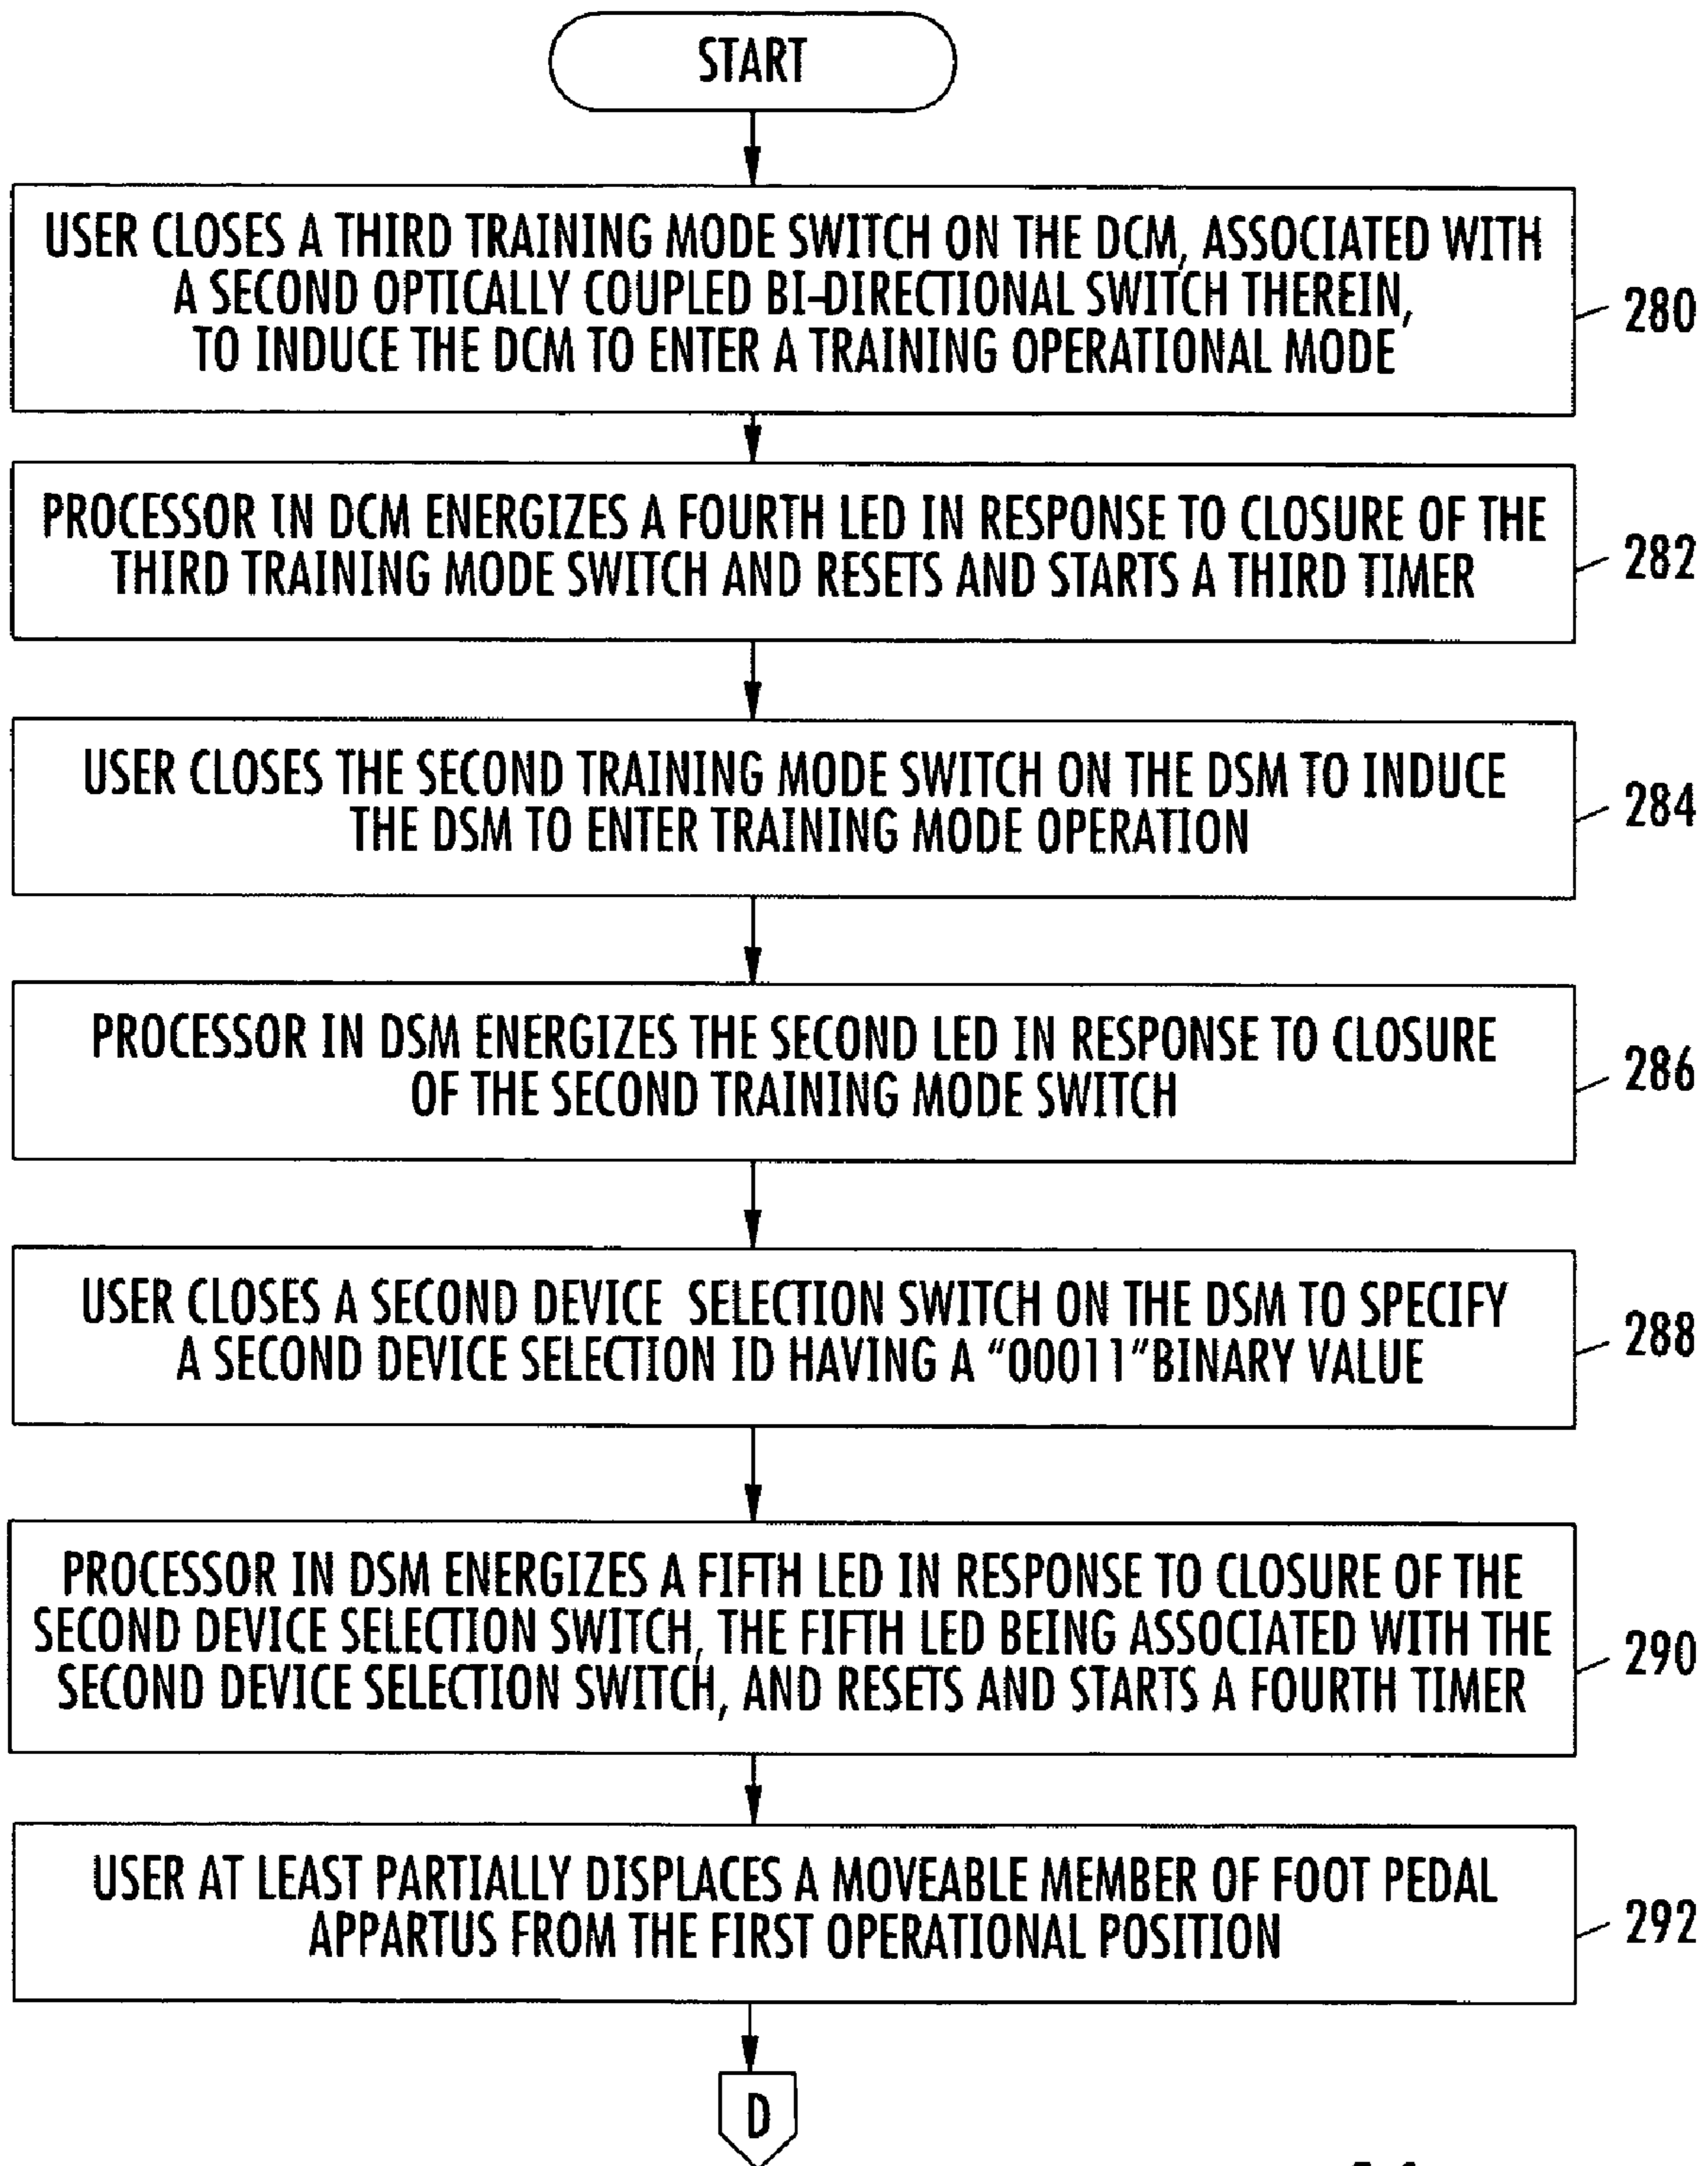 START
USER CLOSES A THIRD TRAINING MODE SWITCH ON THE DCM, ASSOCIATED WITH
A SECOND OPTICALLY COUPLED BI-DIRECTIONAL SWITCH THEREIN,
TO INDUCE THE DCM TO ENTER A TRAINING OPERATIONAL MODE
280
PROCESSOR IN DCM ENERGIZES A FOURTH LED IN RESPONSE TO CLOSURE OF THE
THIRD TRAINING MODE SWITCH AND RESETS AND STARTS A THIRD TIMER
282
USER CLOSES THE SECOND TRAINING MODE SWITCH ON THE DSM TO INDUCE
THE DSM TO ENTER TRAINING MODE OPERATION
284
PROCESSOR IN DSM ENERGIZES THE SECOND LED IN RESPONSE TO CLOSURE
OF THE SECOND TRAINING MODE SWITCH
286
USER CLOSES A SECOND DEVICE SELECTION SWITCH ON THE DSM TO SPECIFY
A SECOND DEVICE SELECTION ID HAVING A "00011"BINARY VALUE
288
PROCESSOR IN DSM ENERGIZES A FIFTH LED IN RESPONSE TO CLOSURE OF THE
SECOND DEVICE SELECTION SWITCH, THE FIFTH LED BEING ASSOCIATED WITH THE
SECOND DEVICE SELECTION SWITCH, AND RESETS AND STARTS A FOURTH TIMER
290
USER AT LEAST PARTIALLY DISPLACES A MOVEABLE MEMBER OF FOOT PEDAL
APPARTUS FROM THE FIRST OPERATIONAL POSITION
292
D